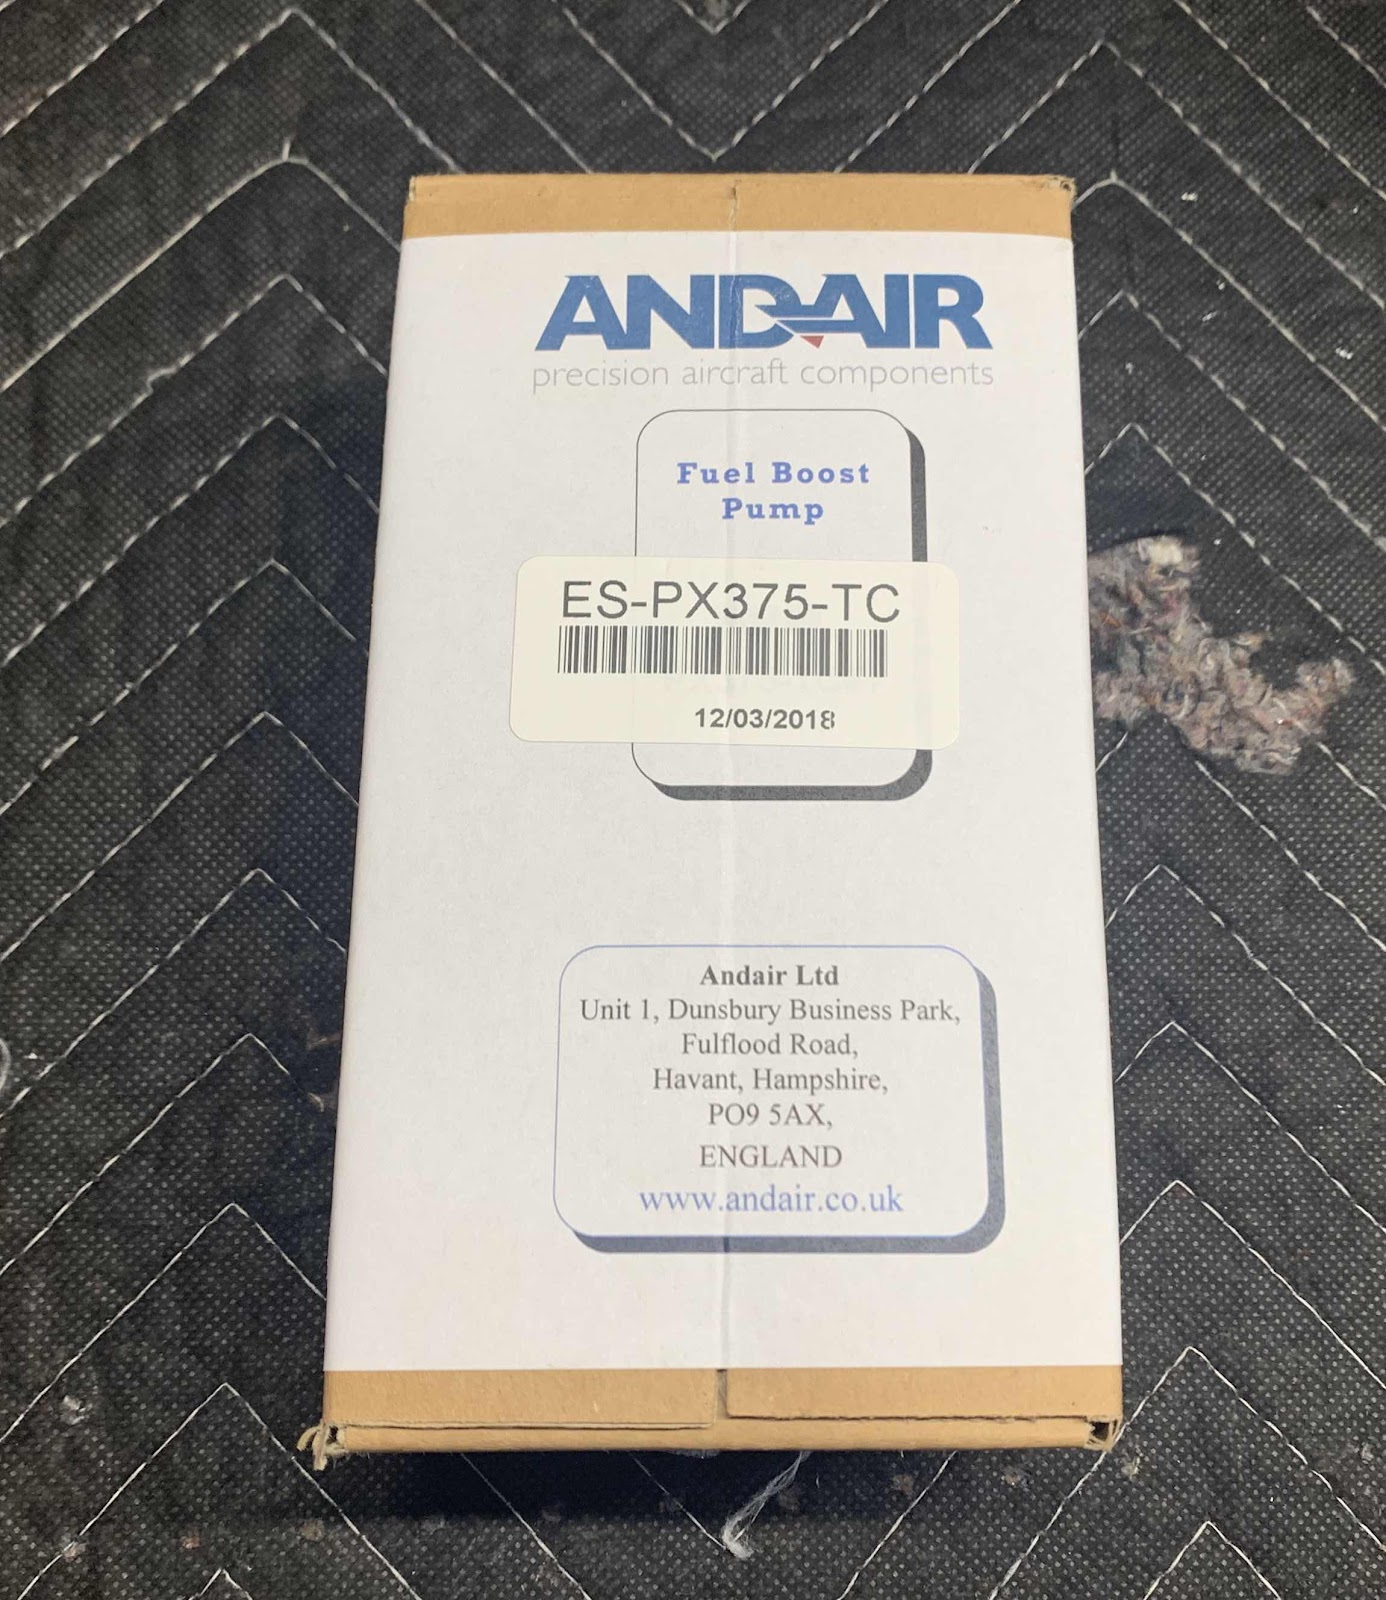 ANDAIR
precision aircraft components
Fuel Boost
Pump
ES-PX375-TC
12/03/2018
Andair Ltd
Unit 1, Dunsbury Business Park,
Fulflood Road,
Havant, Hampshire,
PO9 5AX,
ENGLAND
www.andair.co.uk